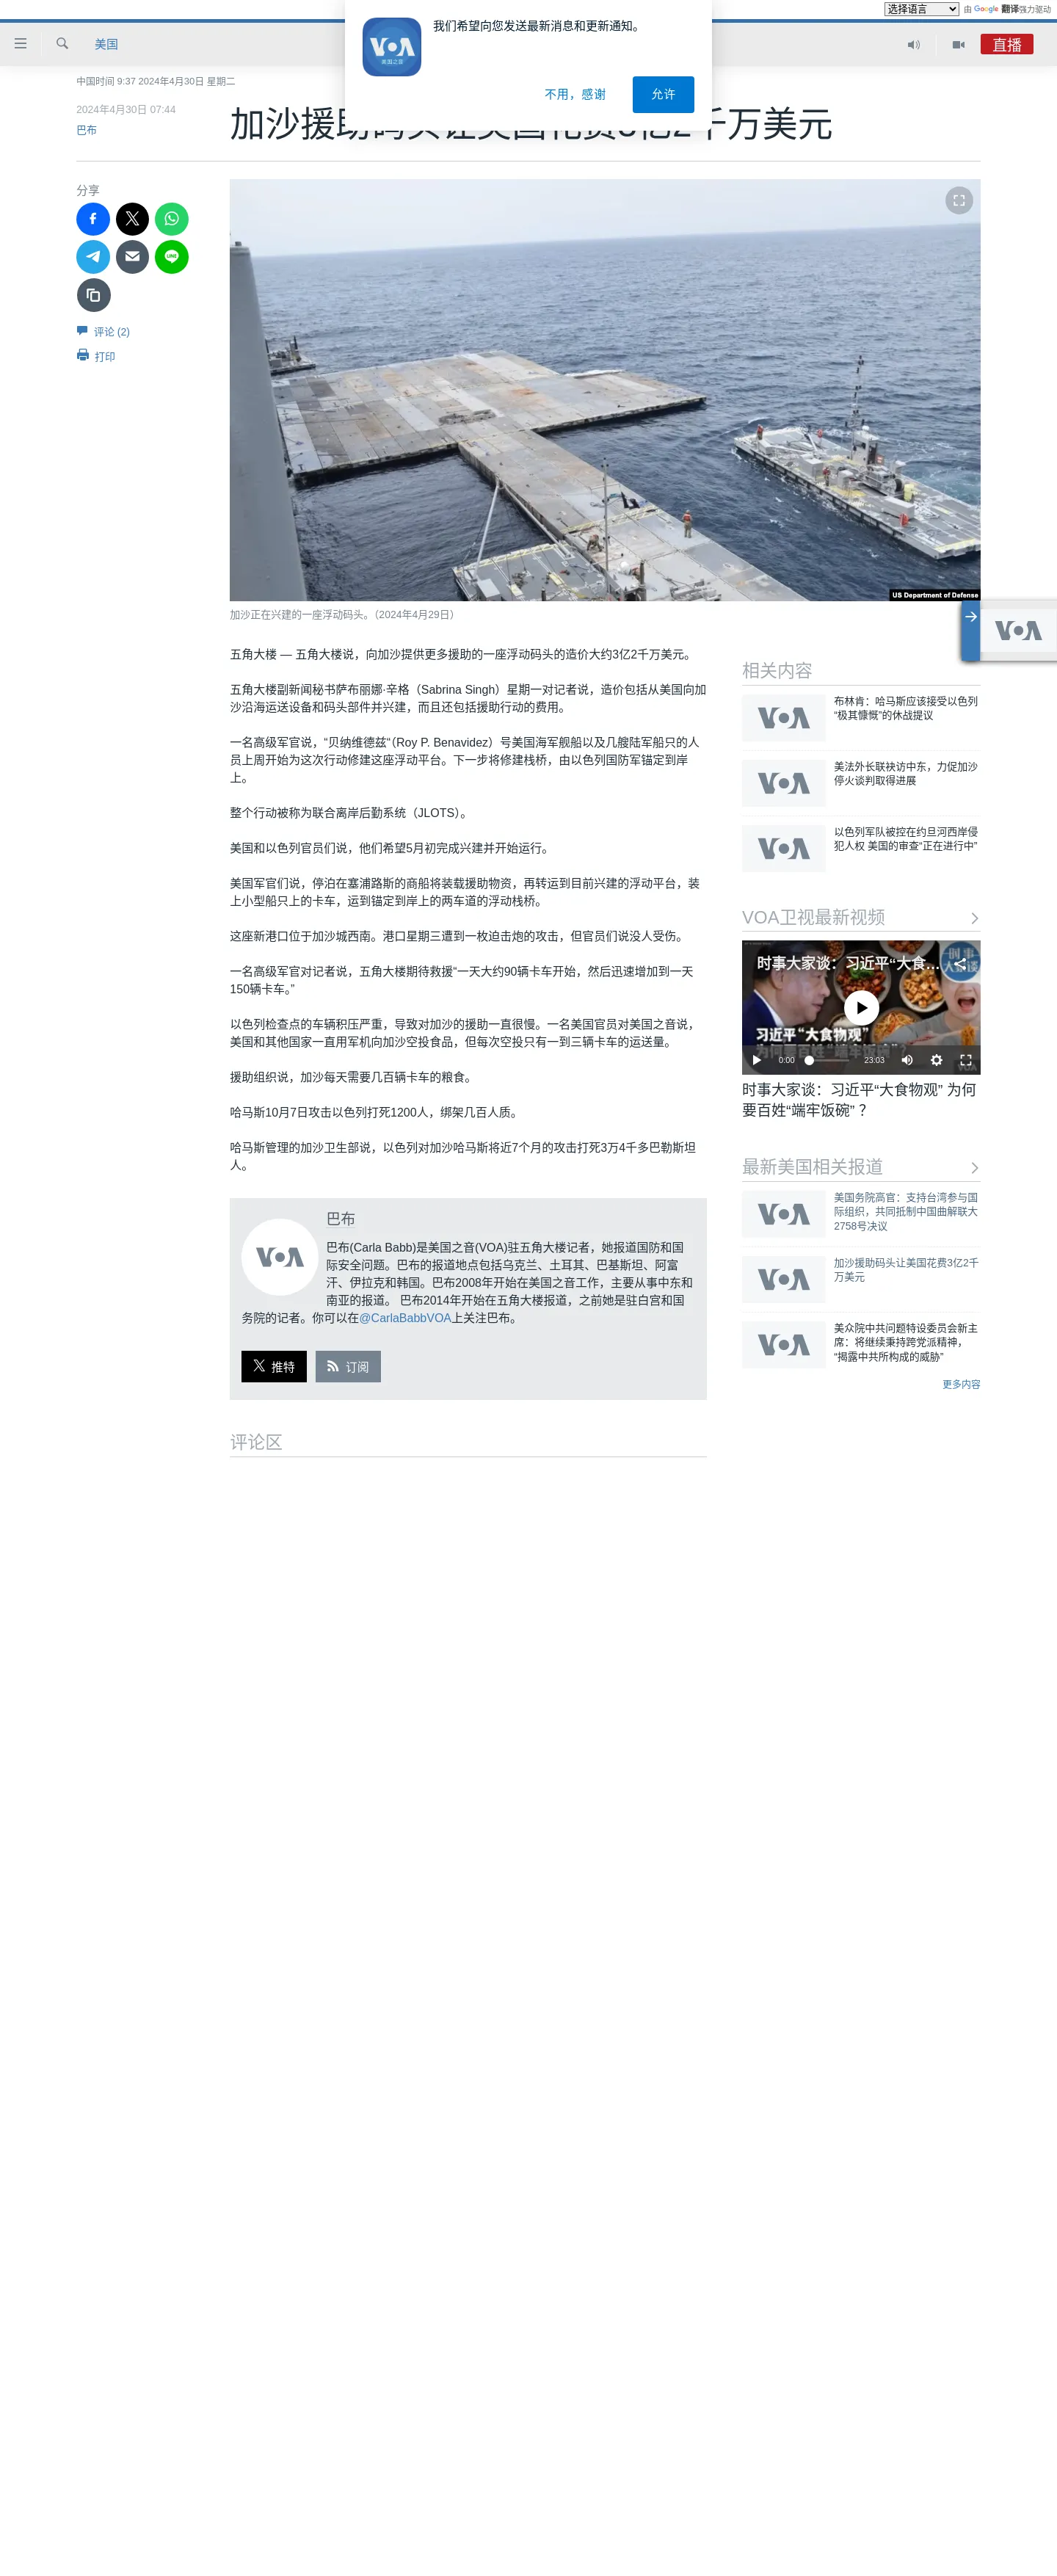 选择语言
由 Google 翻译强力驱动
美国
直播
VOA
美国之音
我们希望向您发送最新消息和更新通知。
不用，感谢
允许
中国时间 9:37 2024年4月30日 星期二
2024年4月30日 07:44
巴布
加沙援助码头让美国花费3亿2千万美元
分享
评论 (2)
打印
US Department of Defense
加沙正在兴建的一座浮动码头。（2024年4月29日）
五角大楼 — 五角大楼说，向加沙提供更多援助的一座浮动码头的造价大约3亿2千万美元。
五角大楼副新闻秘书萨布丽娜·辛格（Sabrina Singh）星期一对记者说，造价包括从美国向加
沙沿海运送设备和码头部件并兴建，而且还包括援助行动的费用。
一名高级军官说，“贝纳维德兹“（Roy P. Benavidez）号美国海军舰船以及几艘陆军船只的人
员上周开始为这次行动修建这座浮动平台。下一步将修建栈桥，由以色列国防军锚定到岸
上。
整个行动被称为联合离岸后勤系统（JLOTS）。
美国和以色列官员们说，他们希望5月初完成兴建并开始运行。
美国军官们说，停泊在塞浦路斯的商船将装载援助物资，再转运到目前兴建的浮动平台，装
上小型船只上的卡车，运到锚定到岸上的两车道的浮动栈桥。
这座新港口位于加沙城西南。港口星期三遭到一枚迫击炮的攻击，但官员们说没人受伤。
一名高级军官对记者说，五角大楼期待救援“一天大约90辆卡车开始，然后迅速增加到一天
150辆卡车。”
以色列检查点的车辆积压严重，导致对加沙的援助一直很慢。一名美国官员对美国之音说，
美国和其他国家一直用军机向加沙空投食品，但每次空投只有一到三辆卡车的运送量。
援助组织说，加沙每天需要几百辆卡车的粮食。
哈马斯10月7日攻击以色列打死1200人，绑架几百人质。
哈马斯管理的加沙卫生部说，以色列对加沙哈马斯将近7个月的攻击打死3万4千多巴勒斯坦
人。
VOA
巴布
巴布(Carla Babb)是美国之音(VOA)驻五角大楼记者，她报道国防和国
际安全问题。巴布的报道地点包括乌克兰、土耳其、巴基斯坦、阿富
汗、伊拉克和韩国。巴布2008年开始在美国之音工作，主要从事中东和
南亚的报道。 巴布2014年开始在五角大楼报道，之前她是驻白宫和国
务院的记者。你可以在@CarlaBabbVOA上关注巴布。
推特
订阅
评论区
VOA
相关内容
VOA
布林肯：哈马斯应该接受以色列
“极其慷慨”的休战提议
VOA
美法外长联袂访中东，力促加沙
停火谈判取得进展
VOA
以色列军队被控在约旦河西岸侵
犯人权 美国的审查“正在进行中”
VOA卫视最新视频
时事大家谈：习近平“大食…
习近平“大食物观”
0:00
23:03
时事大家谈：习近平“大食物观” 为何
要百姓“端牢饭碗”？
最新美国相关报道
VOA
美国务院高官：支持台湾参与国
际组织，共同抵制中国曲解联大
2758号决议
VOA
加沙援助码头让美国花费3亿2千
万美元
VOA
美众院中共问题特设委员会新主
席：将继续秉持跨党派精神，
“揭露中共所构成的威胁”
更多内容